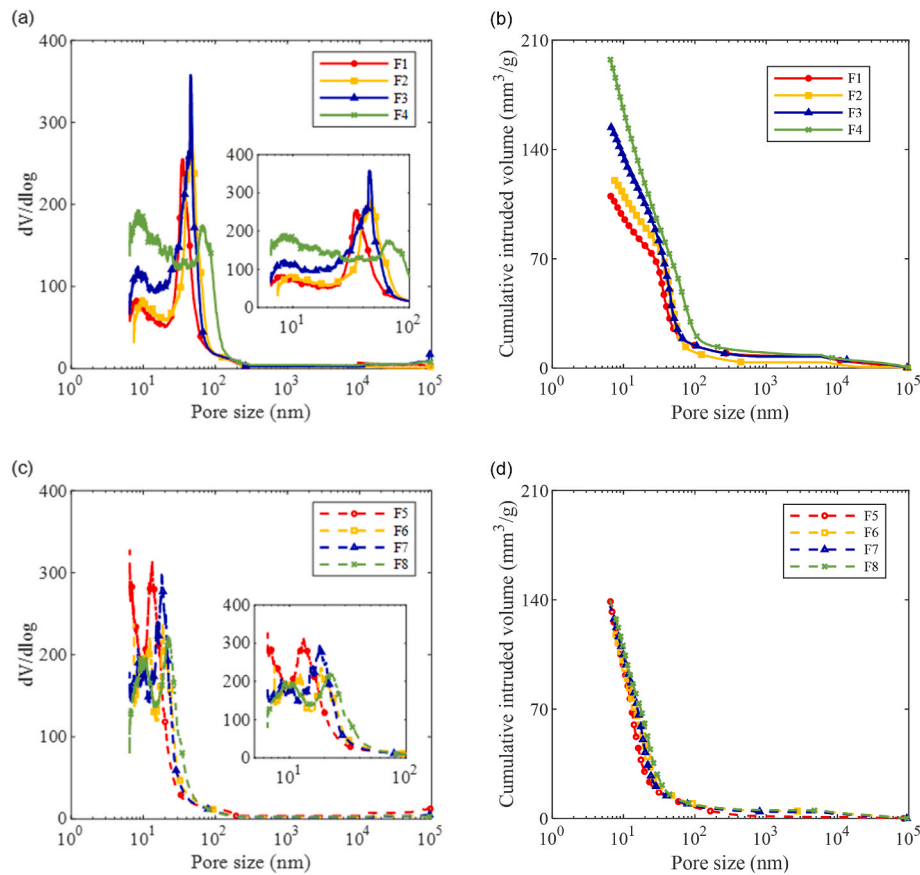 (a)
400
300
200
100
0
dV/dlog
F1
F2
F3
F4
400
300
200
100
0
10^1
10^2
10^0
10^1
10^2
10^3
10^4
10^5
Pore size (nm)
(b)
210
140
70
0
Cumulative intruded volume (mm^3/g)
F1
F2
F3
F4
10^0
10^1
10^2
10^3
10^4
10^5
Pore size (nm)
(c)
400
300
200
100
0
dV/dlog
F5
F6
F7
F8
400
300
200
100
0
10^1
10^2
10^0
10^1
10^2
10^3
10^4
10^5
Pore size (nm)
(d)
210
140
70
0
Cumulative intruded volume (mm^3/g)
F5
F6
F7
F8
10^0
10^1
10^2
10^3
10^4
10^5
Pore size (nm)